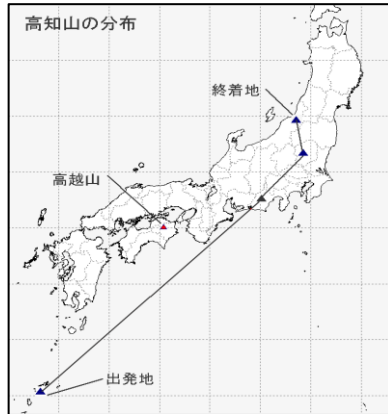 高知山の分布
終着地
高越山
出発地